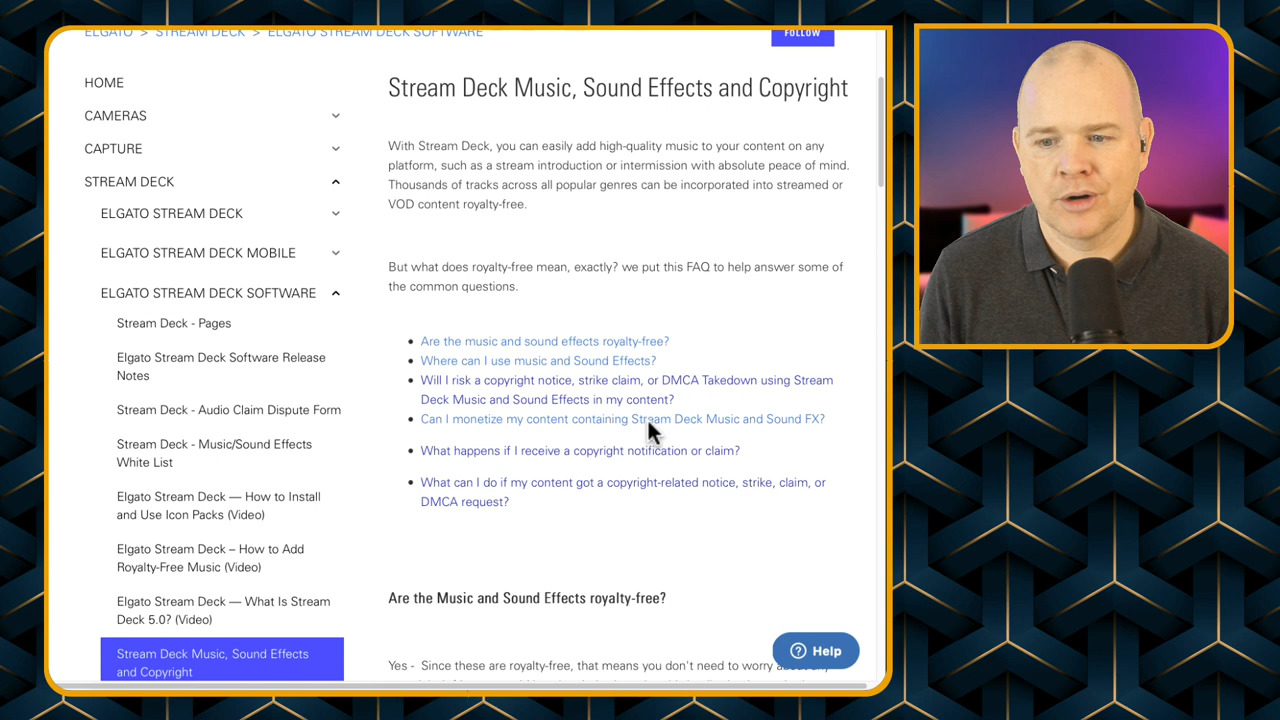 ELGATO > STREAM DECK > ELGATO STREAM DECK SOFTWARE
FOLLOW
HOME
CAMERAS
CAPTURE
STREAM DECK
ELGATO STREAM DECK
ELGATO STREAM DECK MOBILE
ELGATO STREAM DECK SOFTWARE
Stream Deck - Pages
Elgato Stream Deck Software Release
Notes
Stream Deck - Audio Claim Dispute Form
Stream Deck - Music/Sound Effects
White List
Elgato Stream Deck — How to Install
and Use Icon Packs (Video)
Elgato Stream Deck – How to Add
Royalty-Free Music (Video)
Elgato Stream Deck — What Is Stream
Deck 5.0? (Video)
Stream Deck Music, Sound Effects
and Copyright
Stream Deck Music, Sound Effects and Copyright
With Stream Deck, you can easily add high-quality music to your content on any
platform, such as a stream introduction or intermission with absolute peace of mind.
Thousands of tracks across all popular genres can be incorporated into streamed or
VOD content royalty-free.
But what does royalty-free mean, exactly? we put this FAQ to help answer some of
the common questions.
• Are the music and sound effects royalty-free?
• Where can I use music and Sound Effects?
• Will I risk a copyright notice, strike claim, or DMCA Takedown using Stream
Deck Music and Sound Effects in my content?
• Can I monetize my content containing Stream Deck Music and Sound FX?
• What happens if I receive a copyright notification or claim?
• What can I do if my content got a copyright-related notice, strike, claim, or
DMCA request?
Are the Music and Sound Effects royalty-free?
Yes - Since these are royalty-free, that means you don't need to worry about any
Help